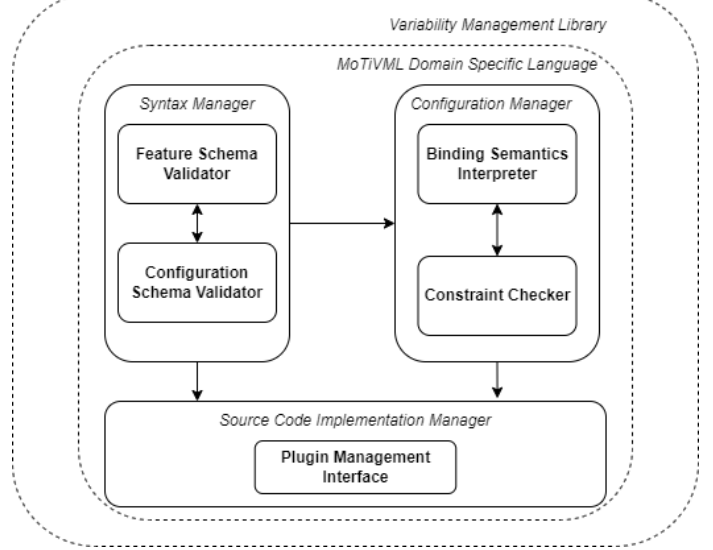 Variability Management Library
MoTiVML Domain Specific Language
Syntax Manager
Feature Schema
Validator
Configuration
Schema Validator
Configuration Manager
Binding Semantics
Interpreter
Constraint Checker
Source Code Implementation Manager
Plugin Management
Interface